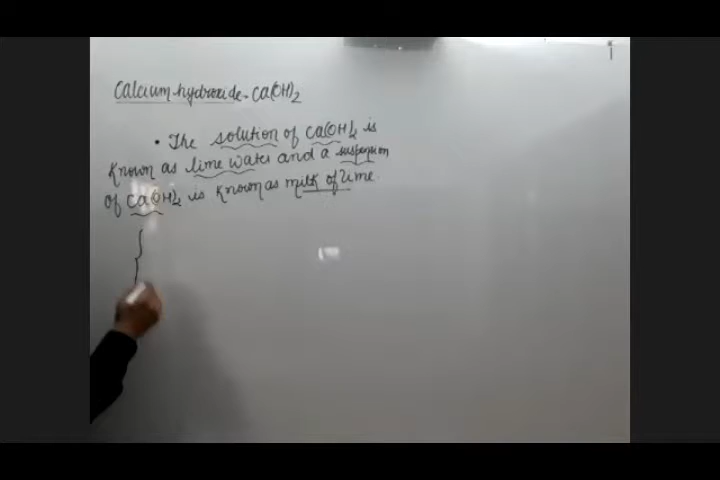 Calcium hydroxide - Ca(OH)2
• The solution of Ca(OH)2 is
known as lime water and a suspension
of Ca(OH)2 is known as milk of lime.